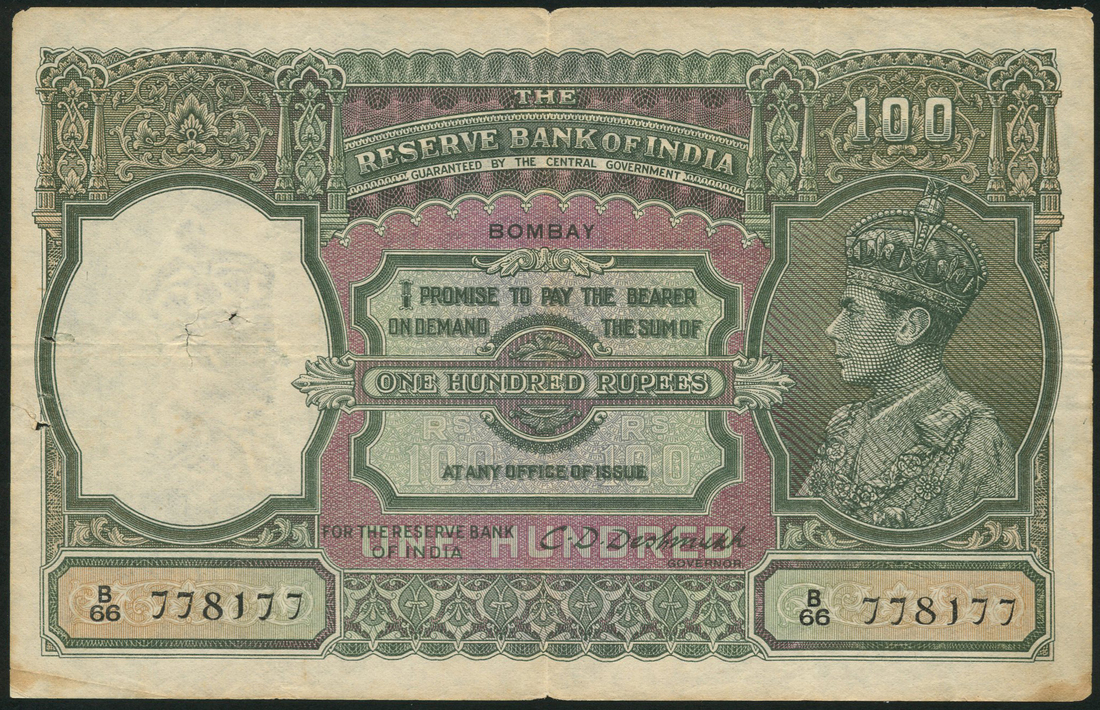 THE
RESERVE BANK OF INDIA
GUARANTEED BY THE CENTRAL GOVERNMENT
100
BOMBAY
I PROMISE TO PAY THE BEARER
ON DEMAND THE SUM OF
ONE HUNDRED RUPEES
RS RS
100 100
AT ANY OFFICE OF ISSUE
FOR THE RESERVE BANK
OF INDIA
HUNDRED
C. D. Deshmukh
GOVERNOR
B/66 778177
B/66 778177